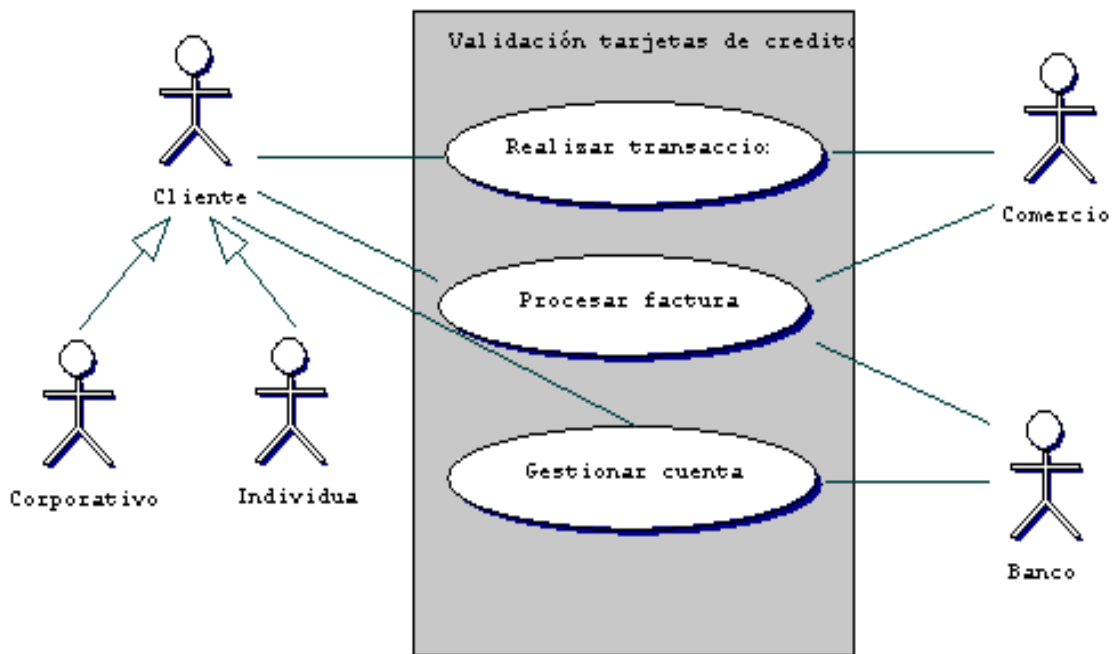 Validación tarjetas de credito
Realizar transaccio
Cliente
Comercio
Procesar factura
Gestionar cuenta
Corporativo
Individua
Banco